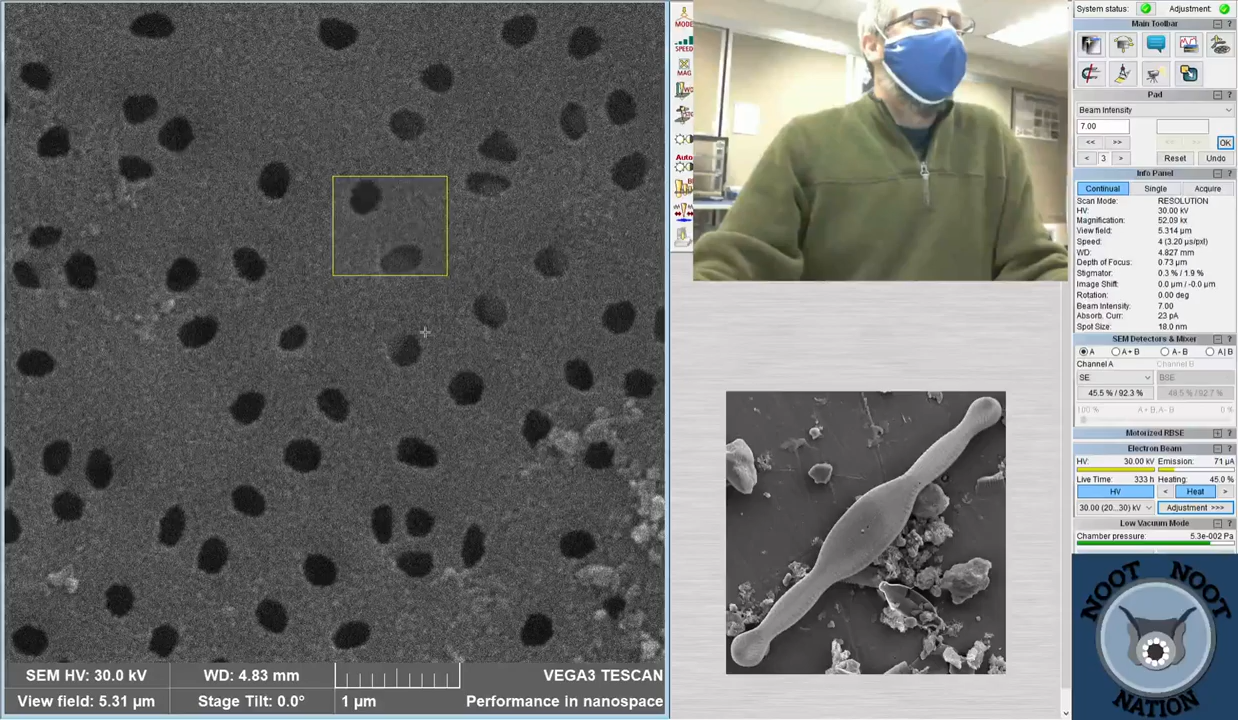 SEM HV: 30.0 kV
WD: 4.83 mm
VEGA3 TESCAN
View field: 5.31 µm
Stage Tilt: 0.0°
1 µm
Performance in nanospace
MODE
SPEED
MAG
WD
Auto
System status:
Adjustment:
Main Toolbar
Pad
Beam Intensity
7.00
<< >>
OK
< 3 >
Reset
Undo
Info Panel
Continual
Single
Acquire
Scan Mode: RESOLUTION
HV: 30.00 kV
Magnification: 52.09 kx
View field: 5.314 µm
Speed: 4 (3.20 µs/pxl)
WD: 4.827 mm
Depth of Focus: 0.73 µm
Stigmator: 0.3 % / 1.9 %
Image Shift: 0.0 µm / -0.0 µm
Rotation: 0.00 deg
Beam Intensity: 7.00
Absorb. Curr: 23 pA
Spot Size: 18.0 nm
SEM Detectors & Mixer
A
A + B
A - B
A | B
Channel A
Channel B
SE
BSE
45.5 % / 92.3 %
100 %
A + B, A - B
0 %
Motorized RBSE
Electron Beam
HV: 30.00 kV
Emission: 71 µA
Live Time: 333 h
Heating: 45.0 %
HV
< Heat >
30.00 (20...30) kV
Adjustment >>>
Low Vacuum Mode
Chamber pressure: 5.3e-002 Pa
NOOT NOOT
NATION